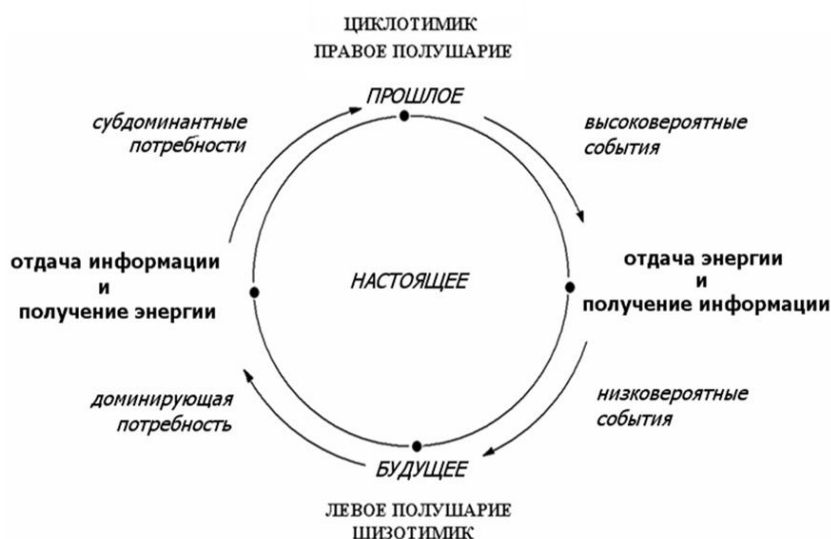 ЦИКЛОТИМИК
ПРАВОЕ ПОЛУШАРИЕ
ПРОШЛОЕ
субдоминантные
потребности
высоковероятные
события
отдача информации
и
получение энергии
НАСТОЯЩЕЕ
отдача энергии
и
получение информации
доминирующая
потребность
низковероятные
события
БУДУЩЕЕ
ЛЕВОЕ ПОЛУШАРИЕ
ШИЗОТИМИК